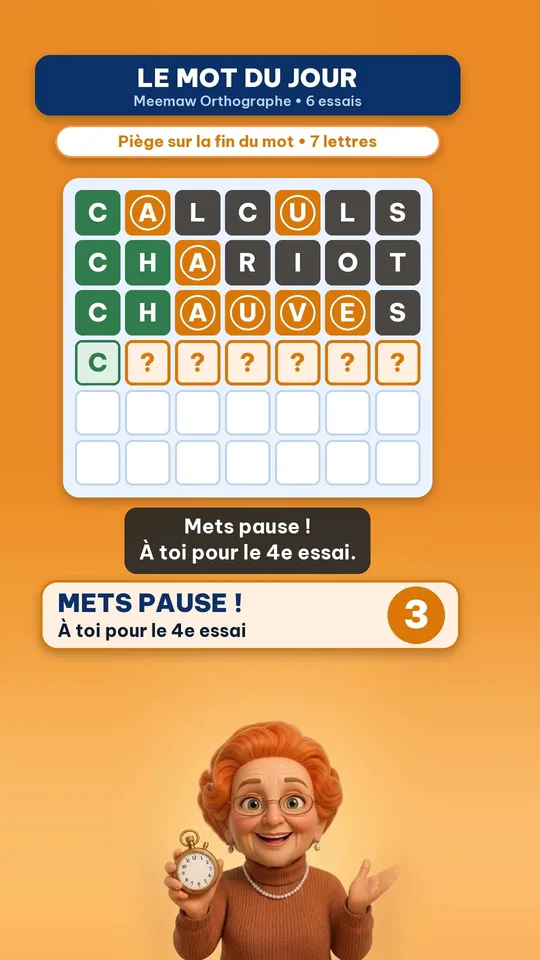 LE MOT DU JOUR
Meemaw Orthographe • 6 essais
Piège sur la fin du mot • 7 lettres
C A L C U L S
C H A R I O T
C H A U V E S
C ? ? ? ? ? ?
Mets pause !
À toi pour le 4e essai.
METS PAUSE !
À toi pour le 4e essai
3